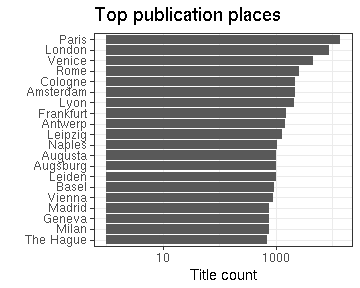 Top publication places
Paris
London
Venice
Rome
Cologne
Amsterdam
Lyon
Frankfurt
Antwerp
Leipzig
Naples
Augusta
Augsburg
Leiden
Basel
Vienna
Madrid
Geneva
Milan
The Hague
10
1000
Title count